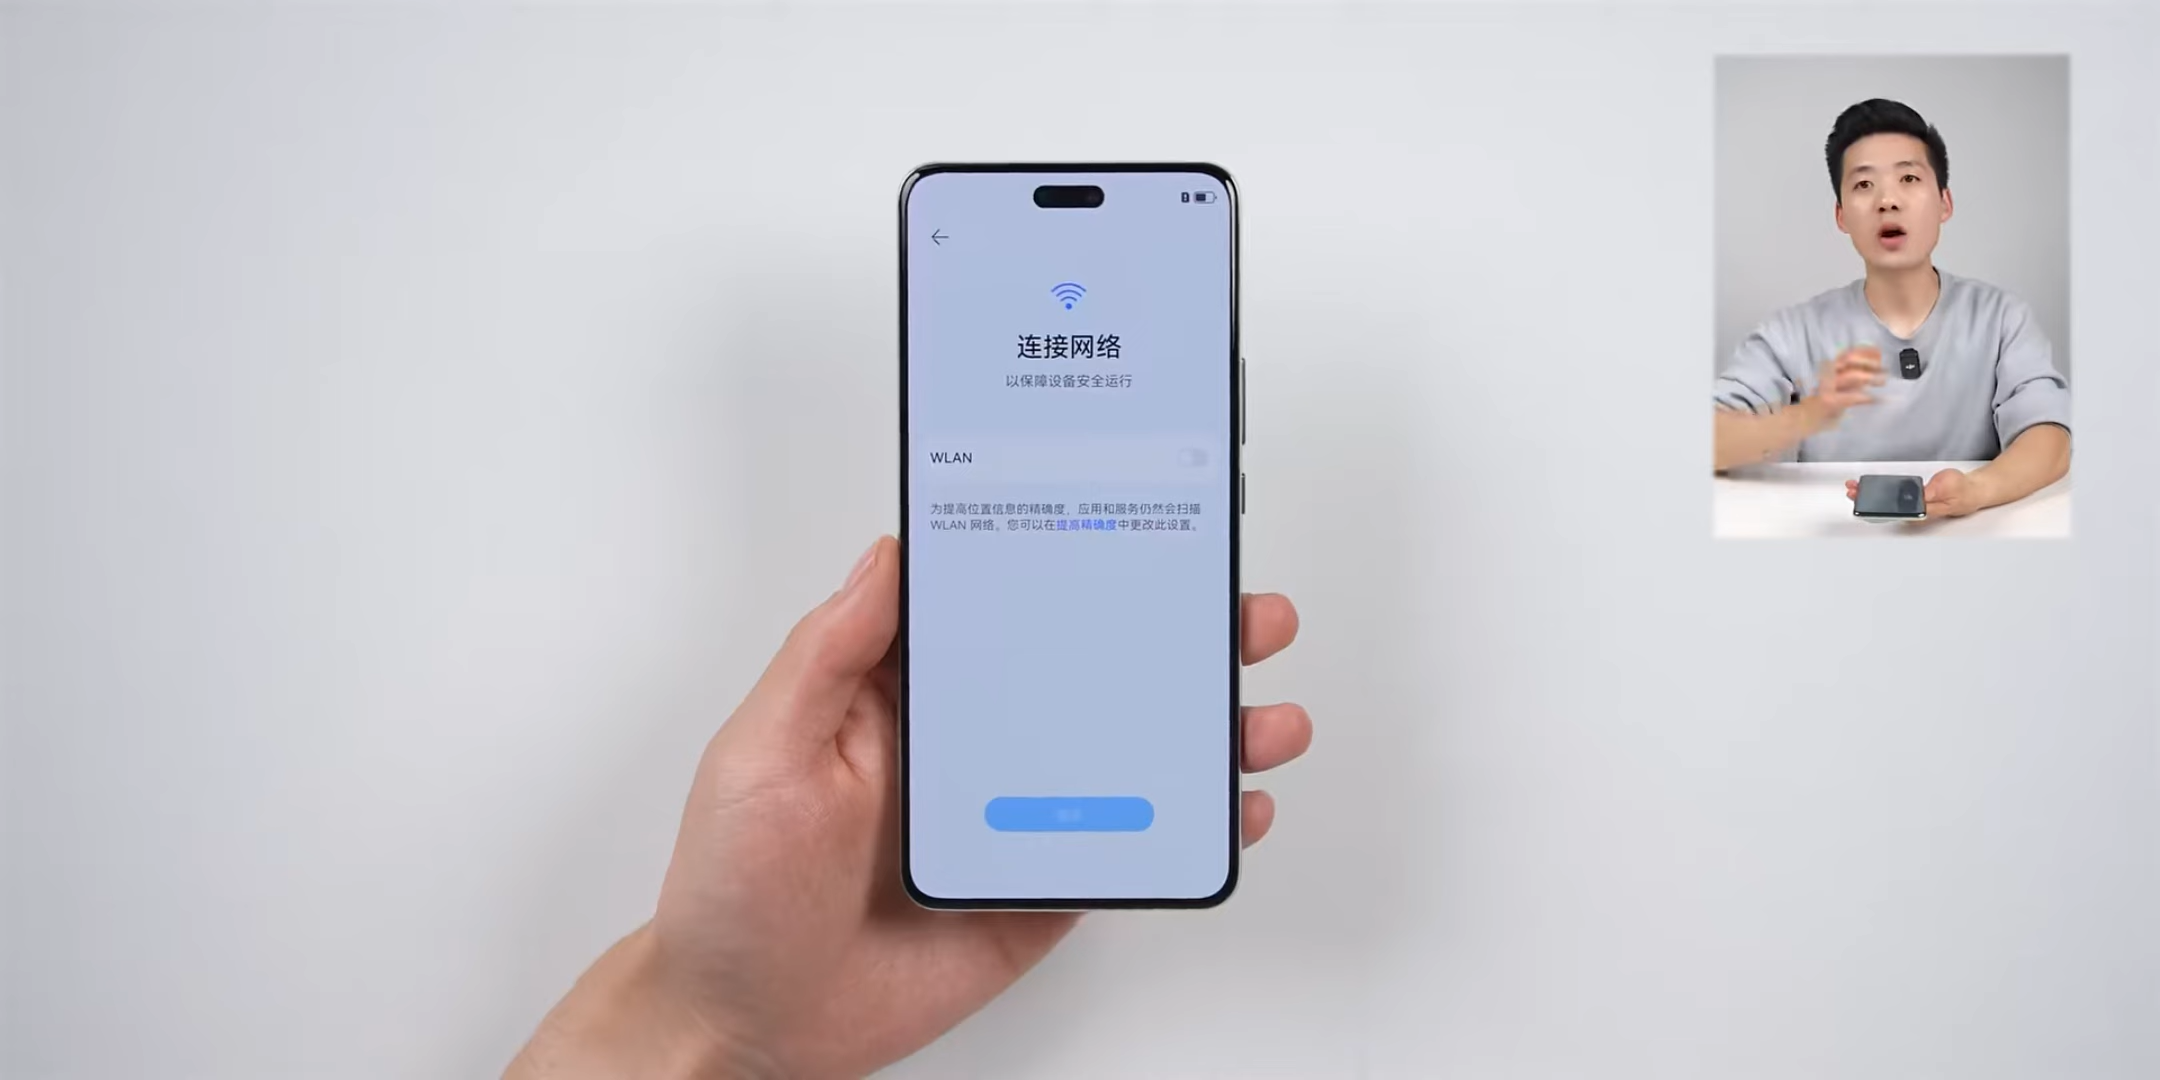 连接网络
以保障设备安全运行
WLAN
为提高位置信息的精确度，应用和服务仍然会扫描
WLAN 网络。您可以在提高精确度中更改此设置。